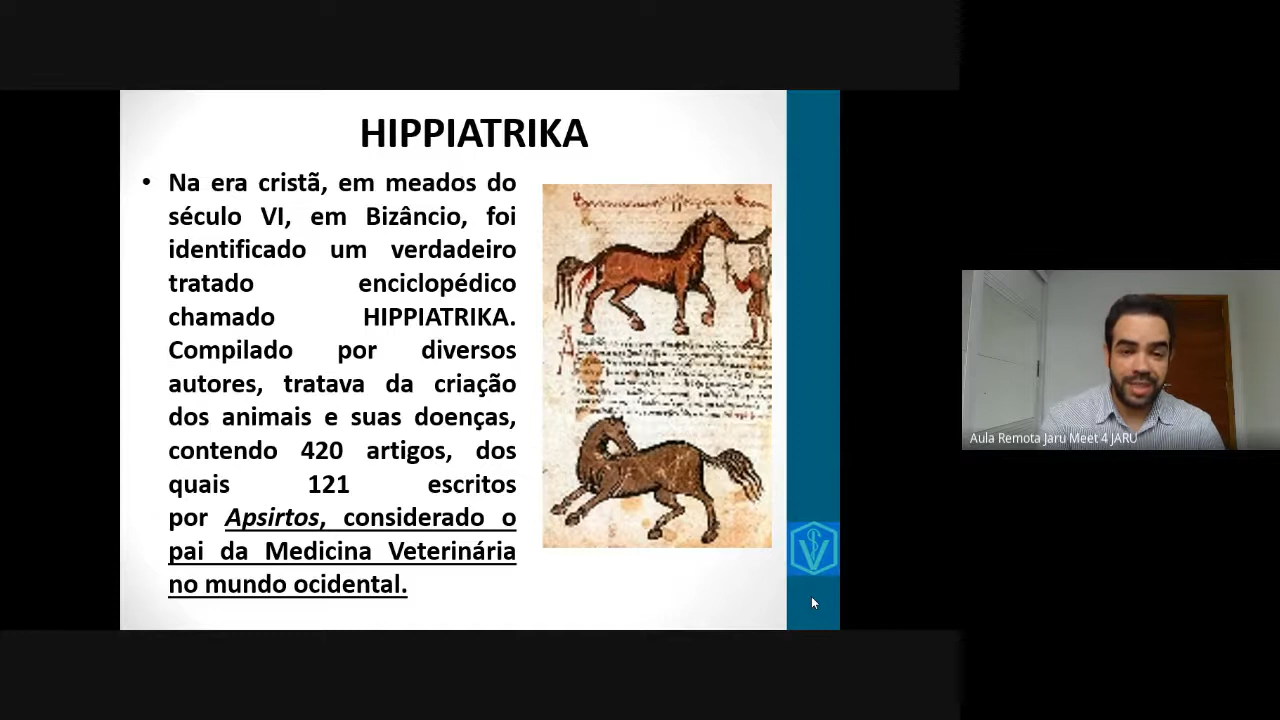 HIPPIATRIKA
• Na era cristã, em meados do
século VI, em Bizâncio, foi
identificado um verdadeiro
tratado enciclopédico
chamado HIPPIATRIKA.
Compilado por diversos
autores, tratava da criação
dos animais e suas doenças,
contendo 420 artigos, dos
quais 121 escritos
por Apsirtos, considerado o
pai da Medicina Veterinária
no mundo ocidental.
Aula Remota Jaru Meet 4 JARU